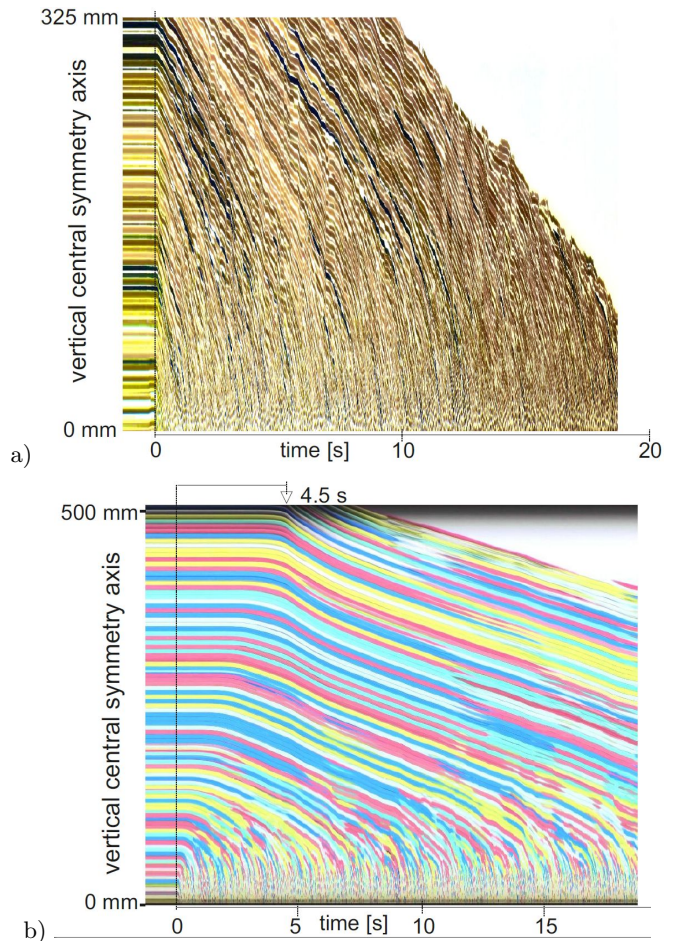 325 mm
vertical central symmetry axis
0 mm
0
10
20
time [s]
a)
4.5 s
500 mm
vertical central symmetry axis
0 mm
0
5
time [s]
10
15
b)